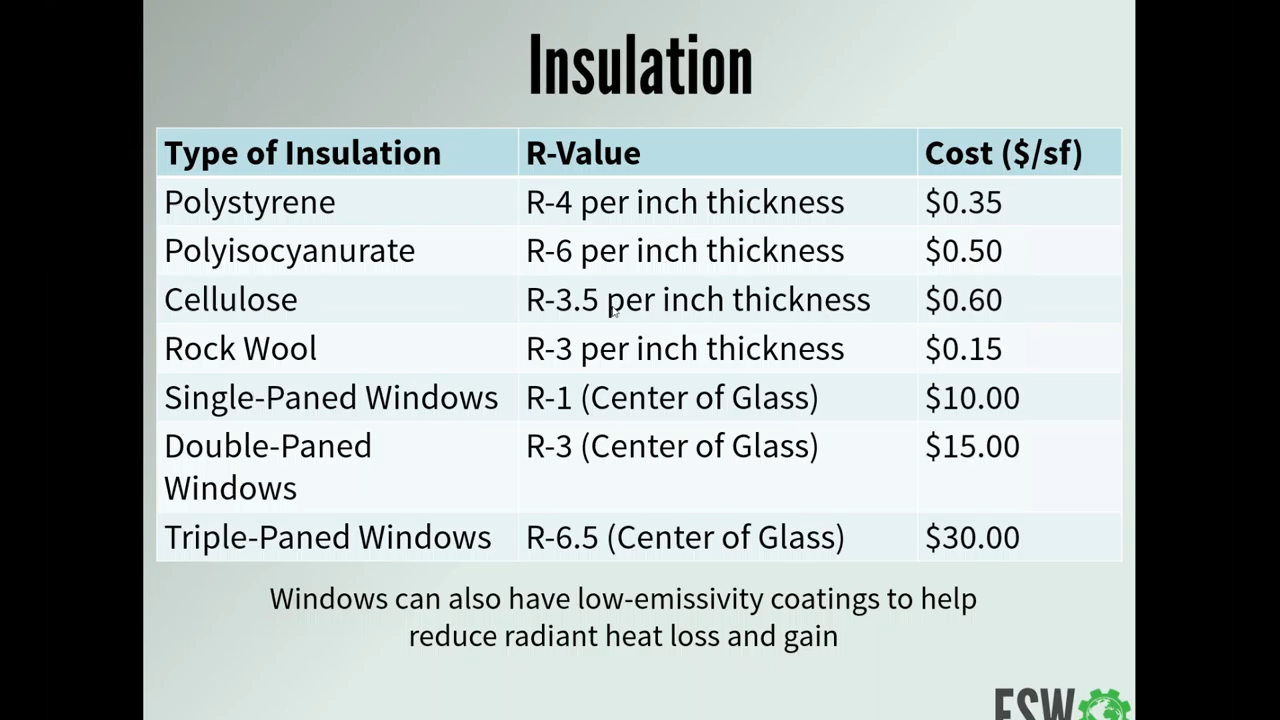 Insulation
Type of Insulation R-Value Cost ($/sf)
Polystyrene R-4 per inch thickness $0.35
Polyisocyanurate R-6 per inch thickness $0.50
Cellulose R-3.5 per inch thickness $0.60
Rock Wool R-3 per inch thickness $0.15
Single-Paned Windows R-1 (Center of Glass) $10.00
Double-Paned R-3 (Center of Glass) $15.00
Windows
Triple-Paned Windows R-6.5 (Center of Glass) $30.00
Windows can also have low-emissivity coatings to help
reduce radiant heat loss and gain
ESW